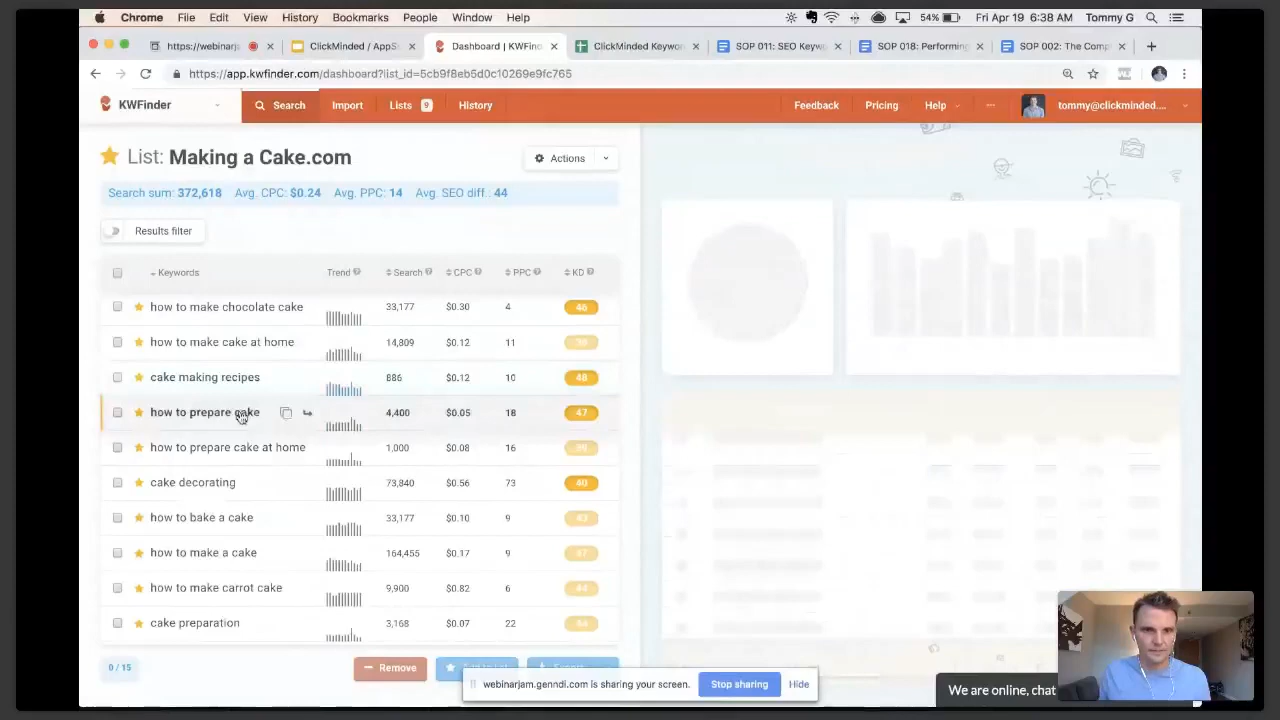 Chrome File Edit View History Bookmarks People Window Help 54% Fri Apr 19 6:38 AM Tommy G
https://webinarja ClickMinded / AppS Dashboard | KWFin ClickMinded Keywor SOP 011: SEO Keyw SOP 018: Performing SOP 002: The Comp
https://app.kwfinder.com/dashboard?list_id=5cb9f8eb5d0c10269e9fc765
KWFinder Search Import Lists 9 History Feedback Pricing Help ... tommy@clickminded....
List: Making a Cake.com Actions
Search sum: 372,618 Avg. CPC: $0.24 Avg. PPC: 14 Avg. SEO diff.: 44
Results filter
Keywords Trend Search CPC PPC KD
how to make chocolate cake 33,177 $0.30 4 46
how to make cake at home 14,809 $0.12 11
cake making recipes 886 $0.12 10 48
how to prepare cake 4,400 $0.05 18 47
how to prepare cake at home 1,000 $0.08 16
cake decorating 73,840 $0.56 73 40
how to bake a cake 33,177 $0.10 9 43
how to make a cake 164,455 $0.17 9 47
how to make carrot cake 9,900 $0.82 6 44
cake preparation 3,168 $0.07 22
0 / 15 Remove Add to List Export
webinarjam.genndi.com is sharing your screen. Stop sharing Hide
We are online, chat